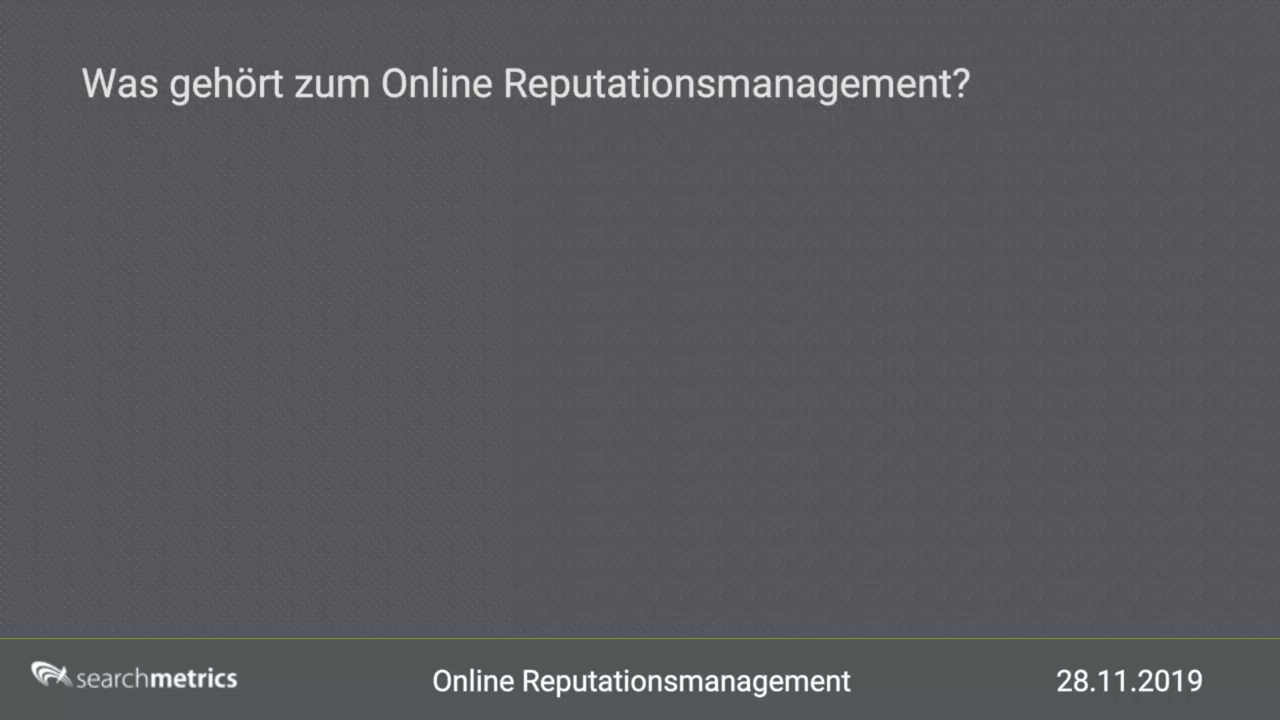 Was gehört zum Online Reputationsmanagement?
searchmetrics
Online Reputationsmanagement
28.11.2019